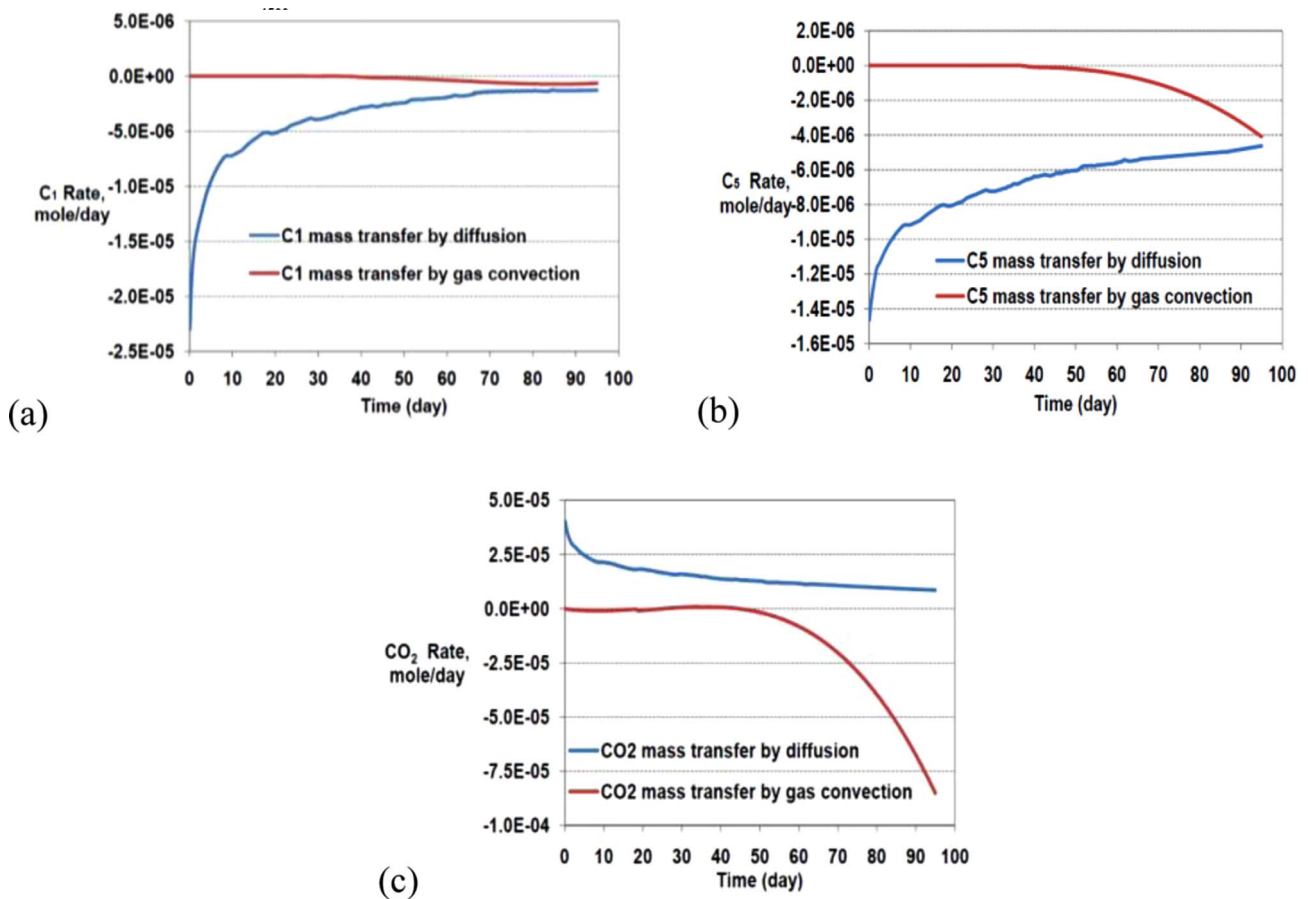 5.0E-06
0.0E+00
-5.0E-06
-1.0E-05
-1.5E-05
-2.0E-05
-2.5E-05
C1 Rate,
mole/day
C1 mass transfer by diffusion
C1 mass transfer by gas convection
0 10 20 30 40 50 60 70 80 90 100
Time (day)
(a)
2.0E-06
0.0E+00
-2.0E-06
-4.0E-06
-6.0E-06
-8.0E-06
-1.0E-05
-1.2E-05
-1.4E-05
-1.6E-05
C5 Rate,
mole/day
C5 mass transfer by diffusion
C5 mass transfer by gas convection
0 10 20 30 40 50 60 70 80 90 100
Time (day)
(b)
5.0E-05
2.5E-05
0.0E+00
-2.5E-05
-5.0E-05
-7.5E-05
-1.0E-04
CO2 Rate,
mole/day
CO2 mass transfer by diffusion
CO2 mass transfer by gas convection
0 10 20 30 40 50 60 70 80 90 100
Time (day)
(c)